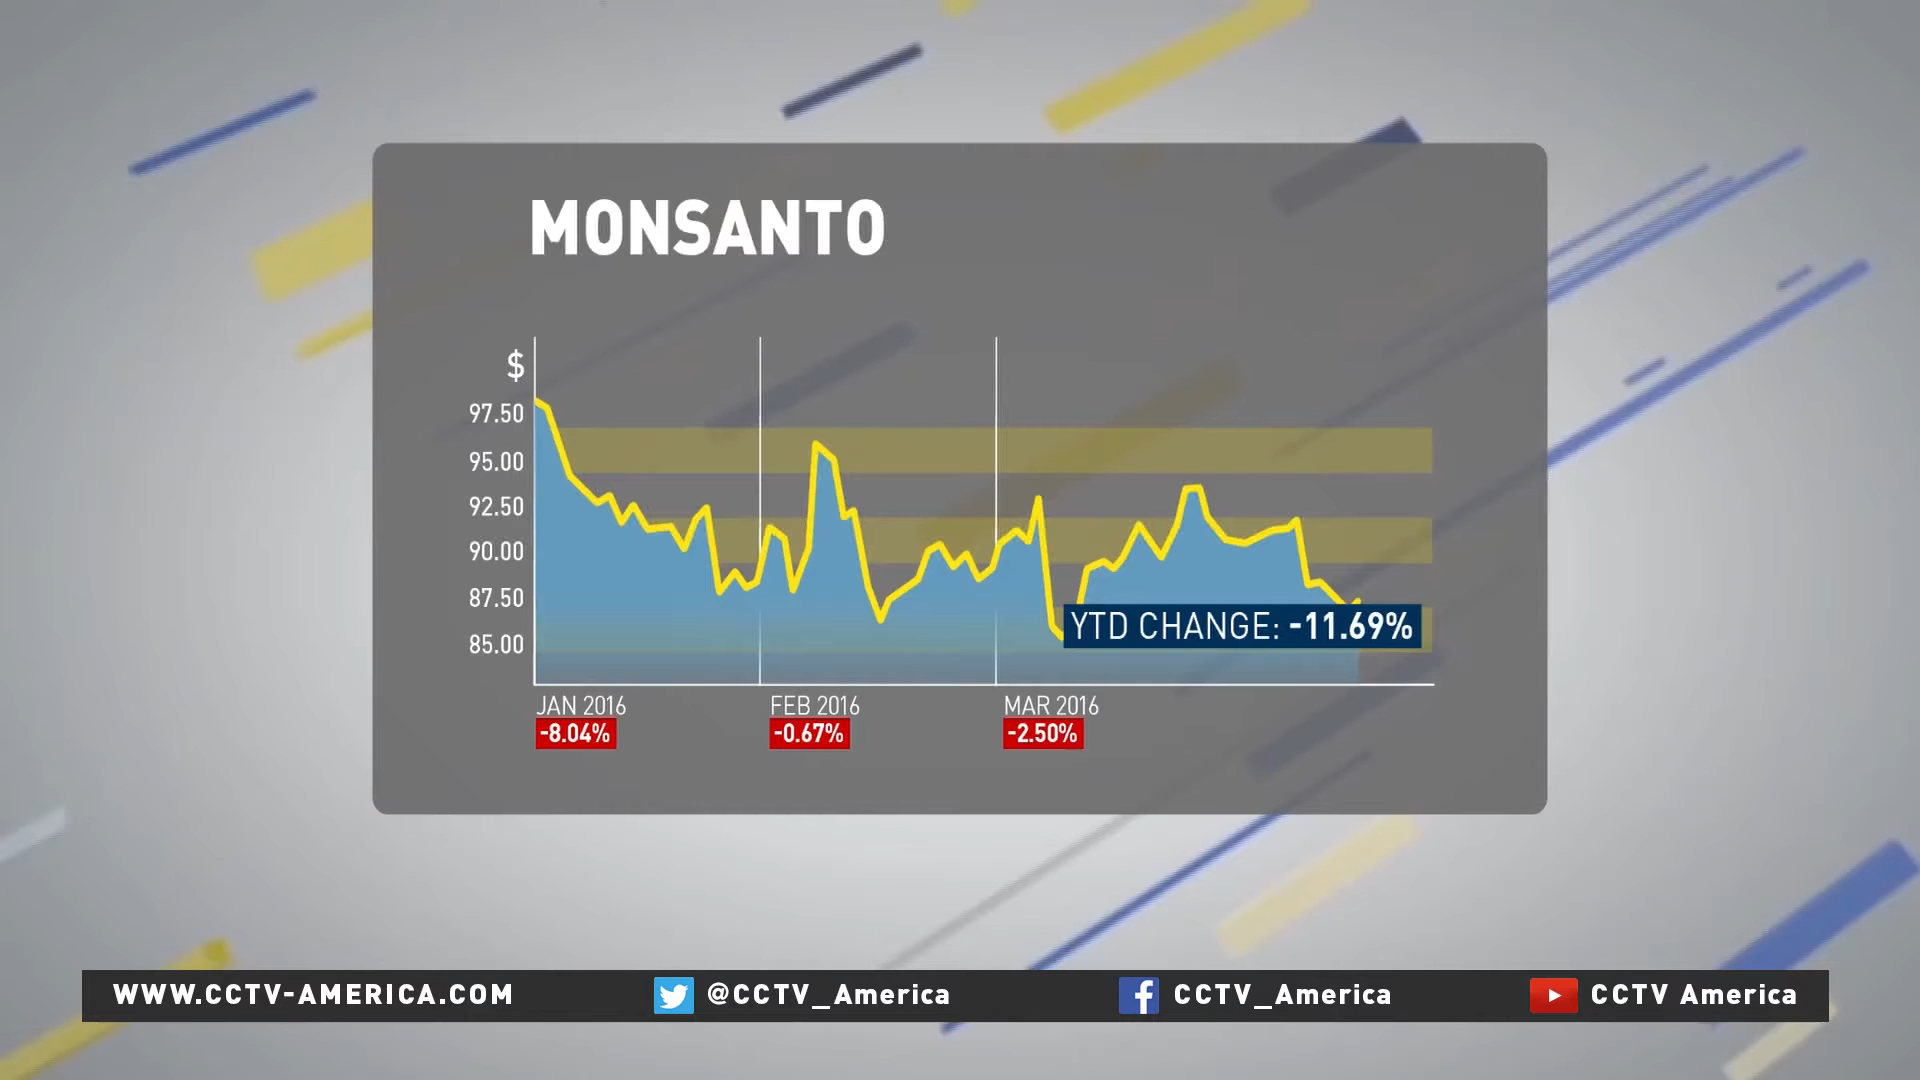 MONSANTO
$
97.50
95.00
92.50
90.00
87.50
85.00
YTD CHANGE: -11.69%
JAN 2016 FEB 2016 MAR 2016
-8.04% -0.67% -2.50%
WWW.CCTV-AMERICA.COM @CCTV_America CCTV_America CCTV America